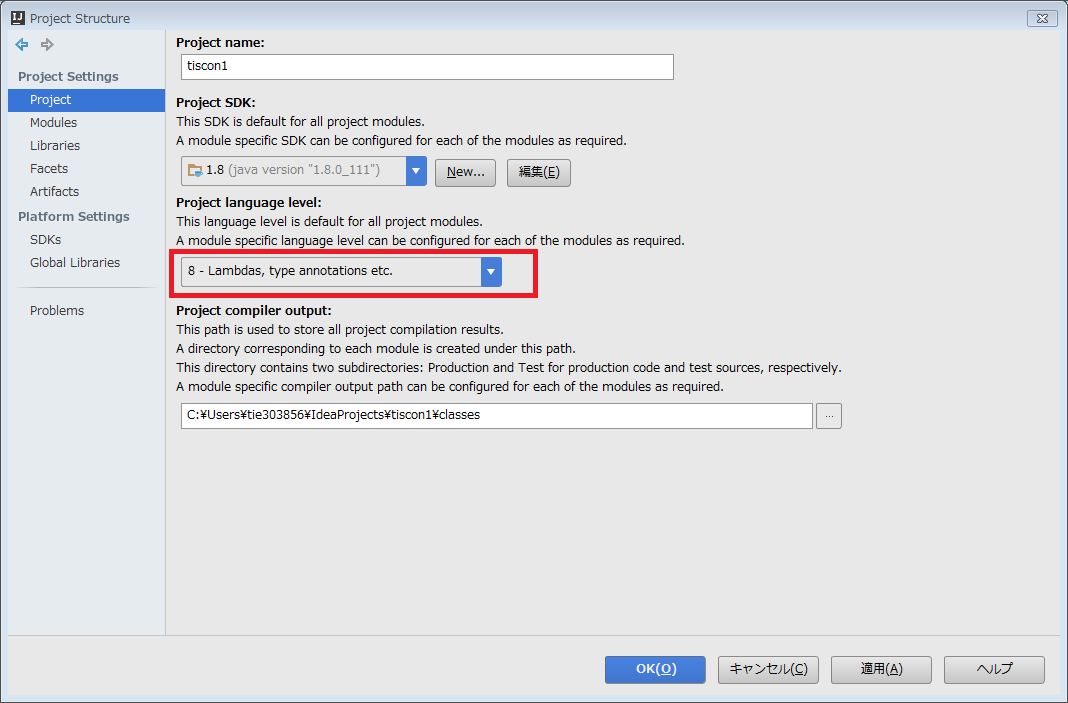 Project Structure
Project Settings
Project
Modules
Libraries
Facets
Artifacts
Platform Settings
SDKs
Global Libraries
Problems
Project name:
tiscon1
Project SDK:
This SDK is default for all project modules.
A module specific SDK can be configured for each of the modules as required.
1.8 (java version "1.8.0_111")
New...
編集(E)
Project language level:
This language level is default for all project modules.
A module specific language level can be configured for each of the modules as required.
8 - Lambdas, type annotations etc.
Project compiler output:
This path is used to store all project compilation results.
A directory corresponding to each module is created under this path.
This directory contains two subdirectories: Production and Test for production code and test sources, respectively.
A module specific compiler output path can be configured for each of the modules as required.
C:¥Users¥tie303856¥IdeaProjects¥tiscon1¥classes
...
OK(O)
キャンセル(C)
適用(A)
ヘルプ